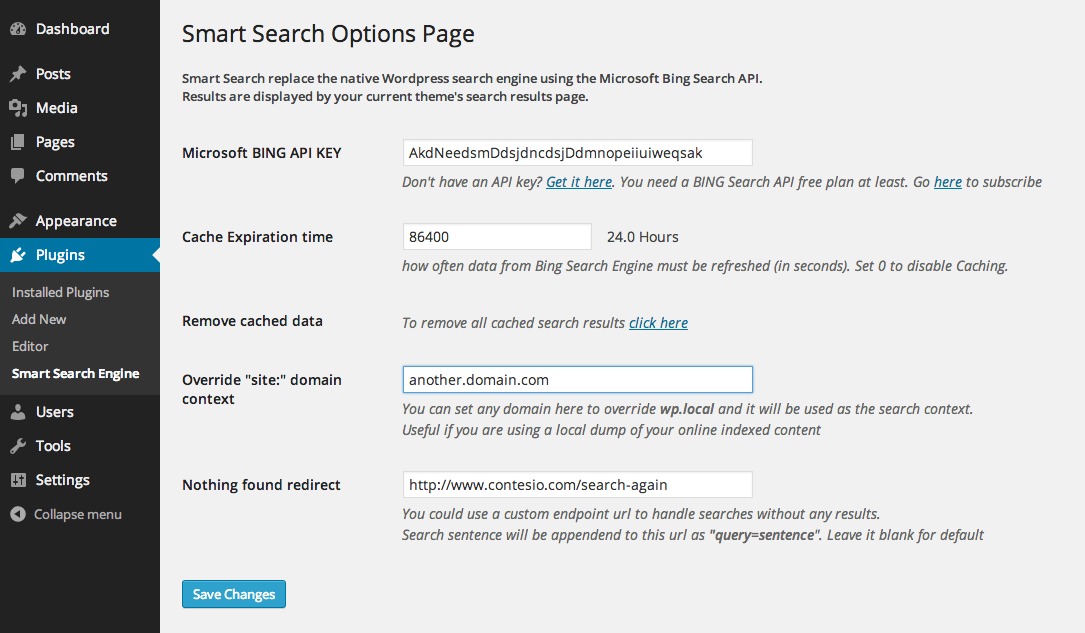 Dashboard
Posts
Media
Pages
Comments
Appearance
Plugins
Installed Plugins
Add New
Editor
Smart Search Engine
Users
Tools
Settings
Collapse menu
Smart Search Options Page
Smart Search replace the native Wordpress search engine using the Microsoft Bing Search API.
Results are displayed by your current theme's search results page.
Microsoft BING API KEY
AkdNeedsmDdsjdncdsjDdmnopeiiuiweqsak
Don't have an API key? Get it here. You need a BING Search API free plan at least. Go here to subscribe
Cache Expiration time
86400 24.0 Hours
how often data from Bing Search Engine must be refreshed (in seconds). Set 0 to disable Caching.
Remove cached data
To remove all cached search results click here
Override "site:" domain
context
another.domain.com
You can set any domain here to override wp.local and it will be used as the search context.
Useful if you are using a local dump of your online indexed content
Nothing found redirect
http://www.contesio.com/search-again
You could use a custom endpoint url to handle searches without any results.
Search sentence will be appendend to this url as "query=sentence". Leave it blank for default
Save Changes